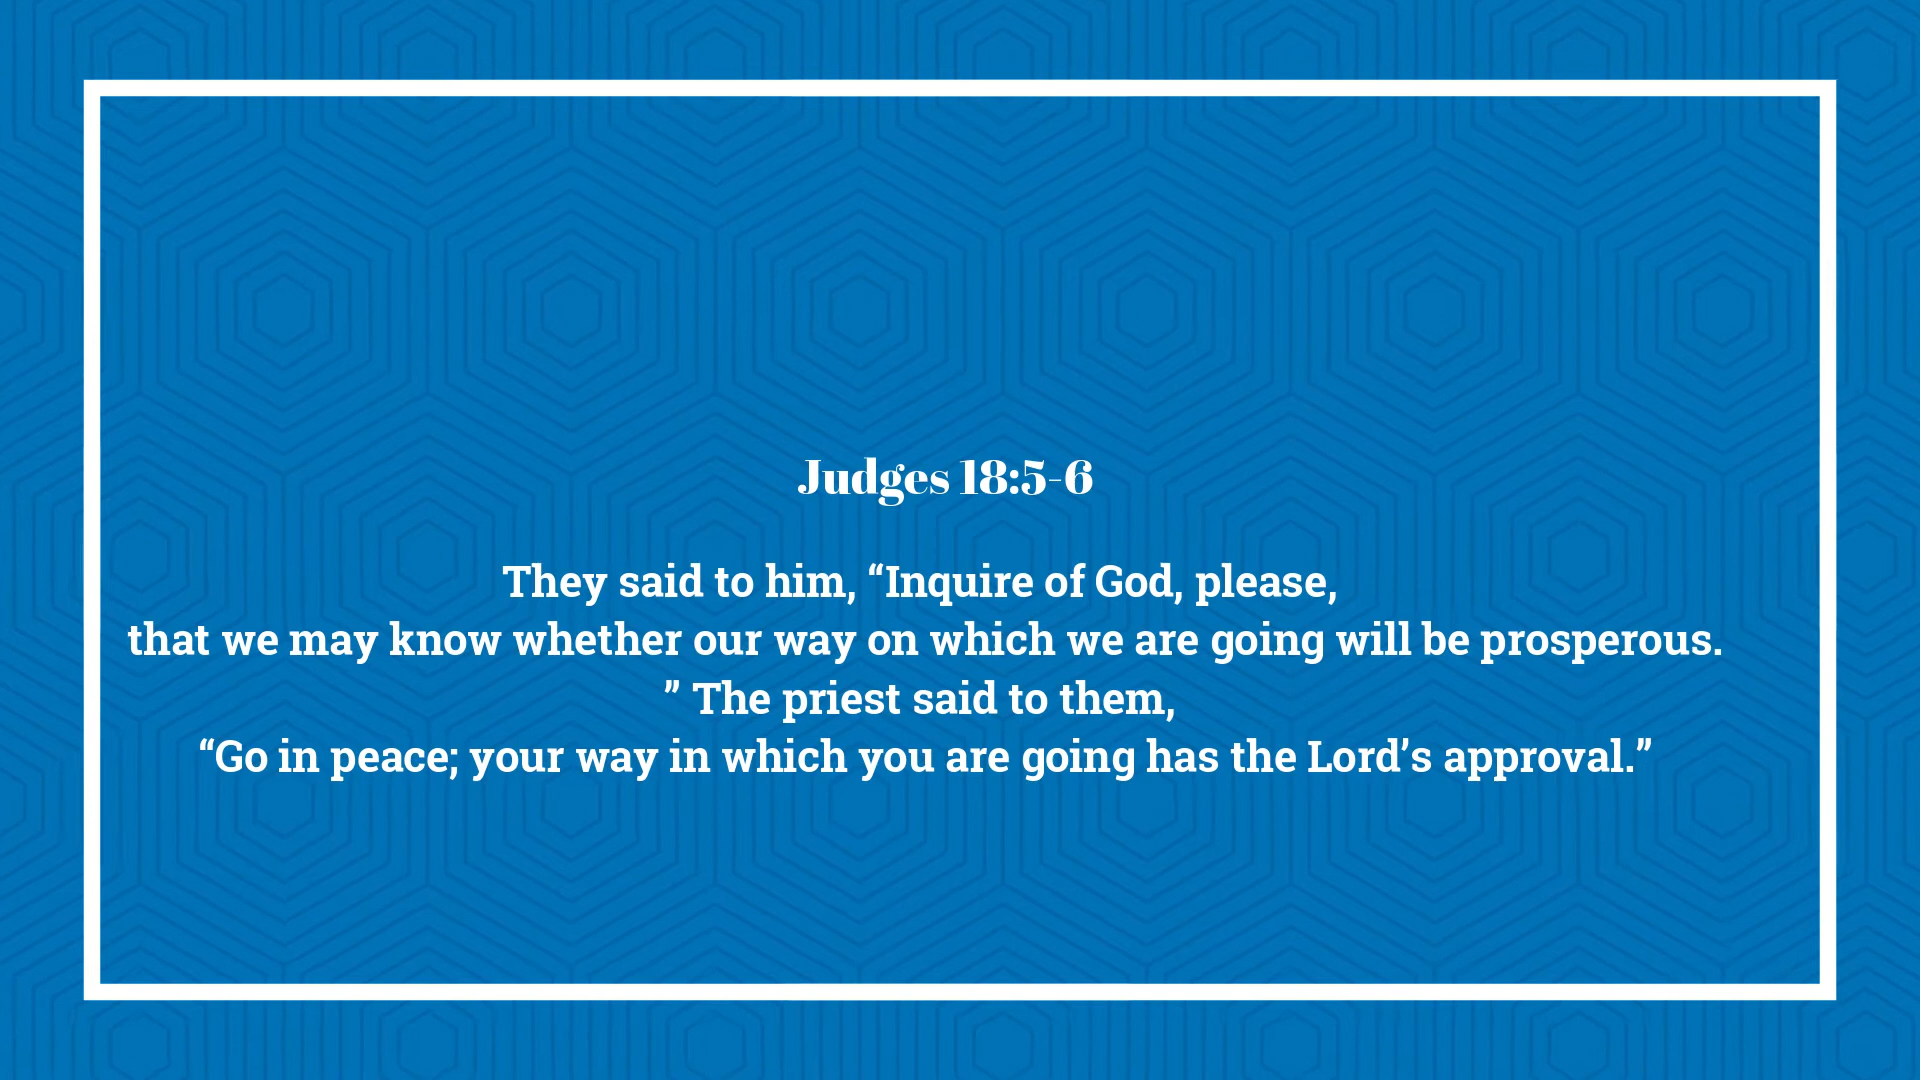 Judges 18:5-6
They said to him, “Inquire of God, please,
that we may know whether our way on which we are going will be prosperous.
” The priest said to them,
“Go in peace; your way in which you are going has the Lord’s approval.”